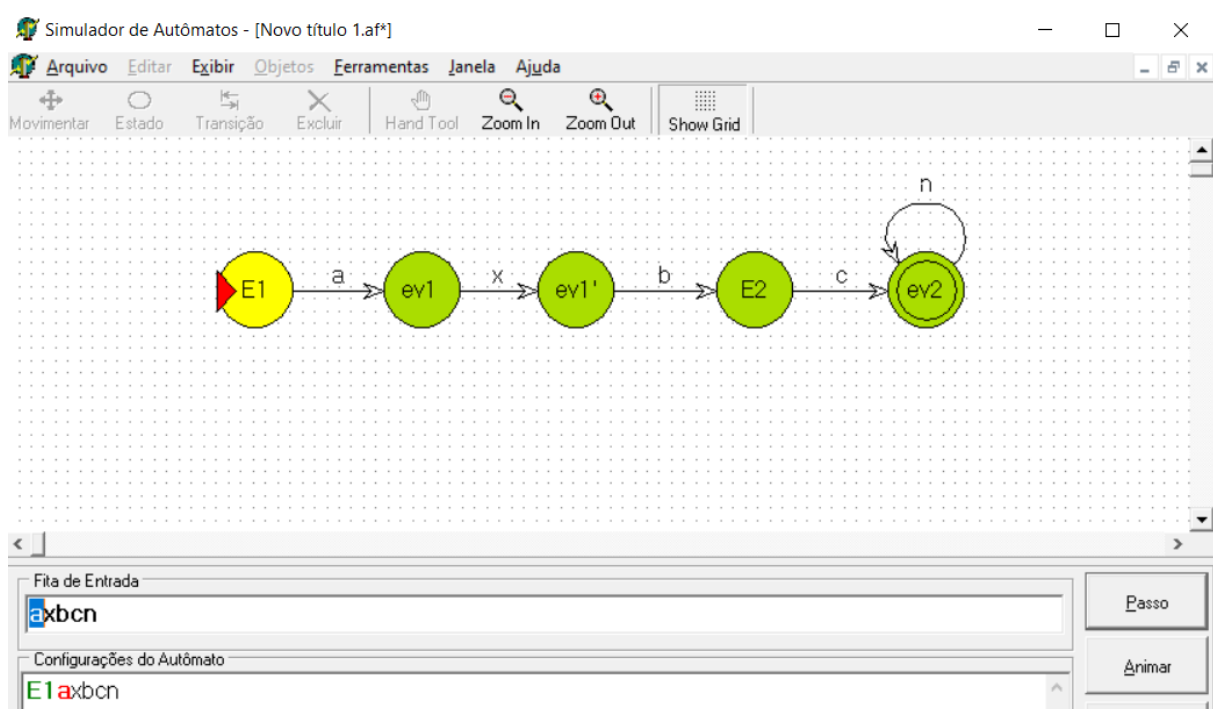 Simulador de Autômatos - [Novo título 1.af*]
Arquivo Editar Exibir Objetos Ferramentas Janela Ajuda
Movimentar Estado Transição Excluir Hand Tool Zoom In Zoom Out Show Grid
n
a x b c
E1 ev1 ev1' E2 ev2
Fita de Entrada
axbcn
Passo
Configurações do Autômato
E1axbcn
Animar